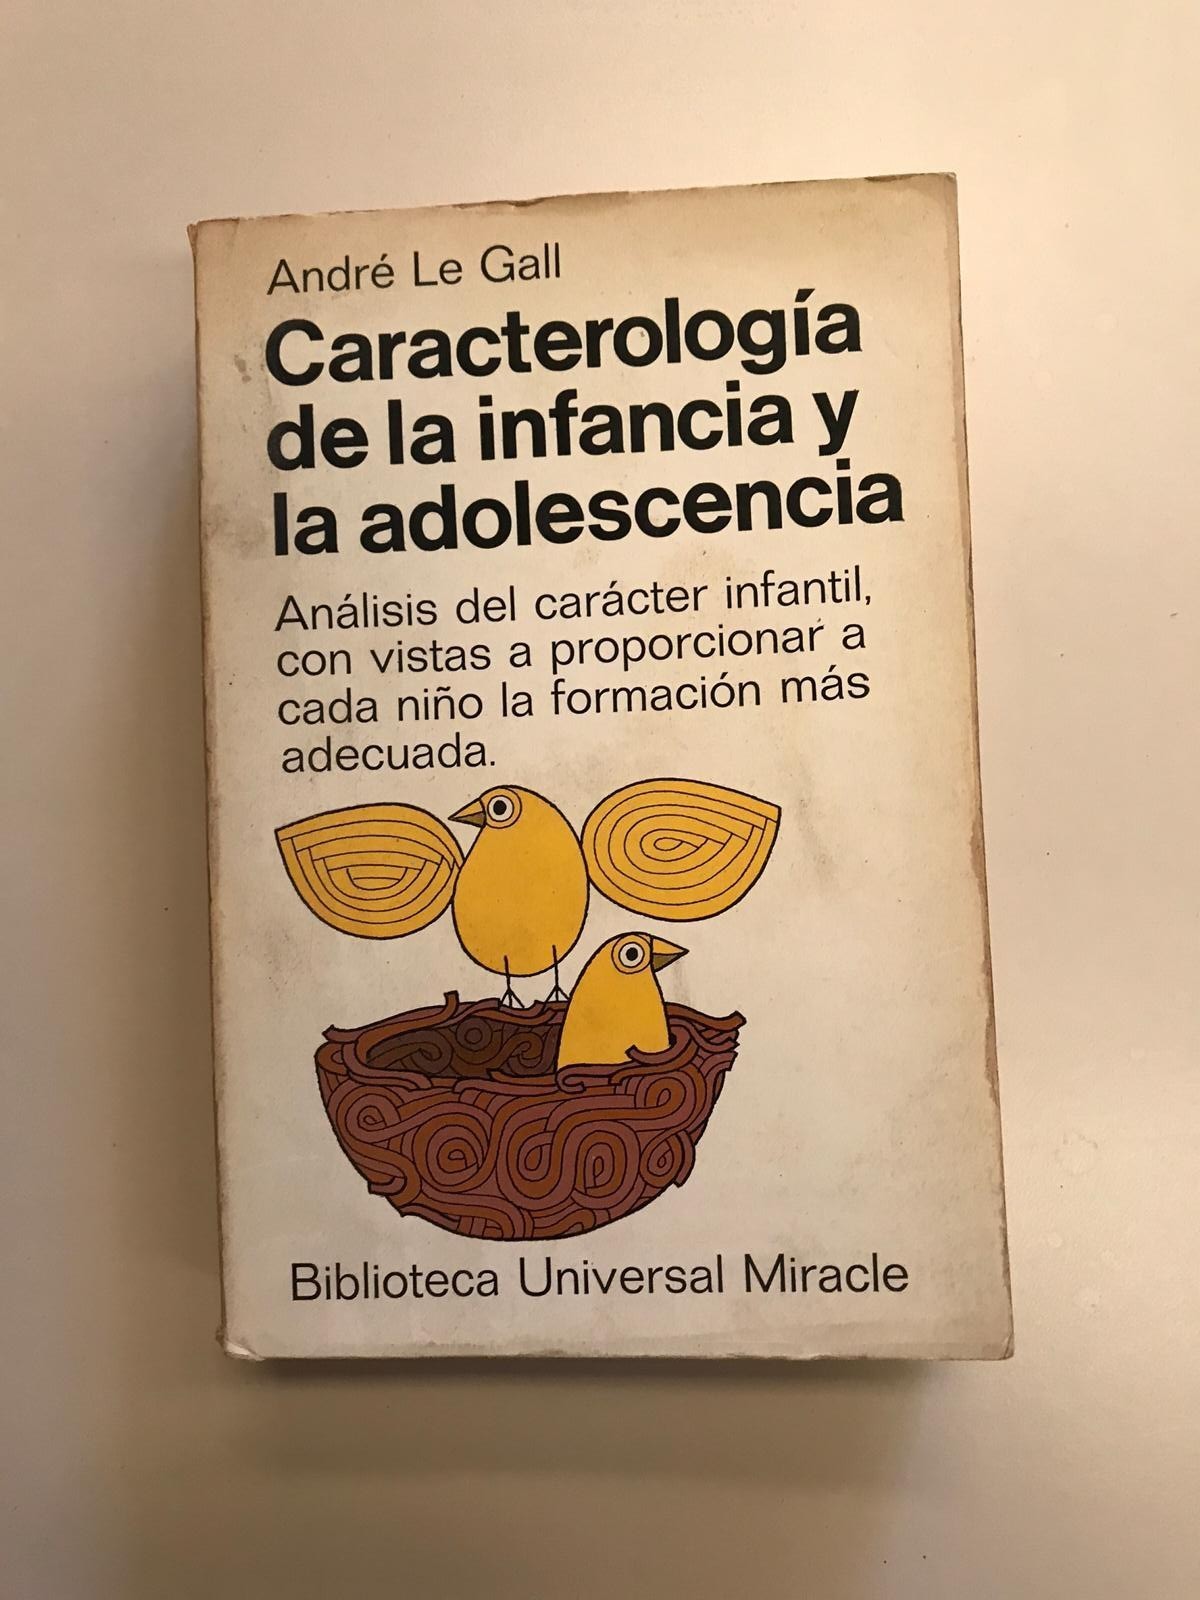 André Le Gall
Caracterología
de la infancia y
la adolescencia
Análisis del carácter infantil,
con vistas a proporcionar a
cada niño la formación más
adecuada.
Biblioteca Universal Miracle